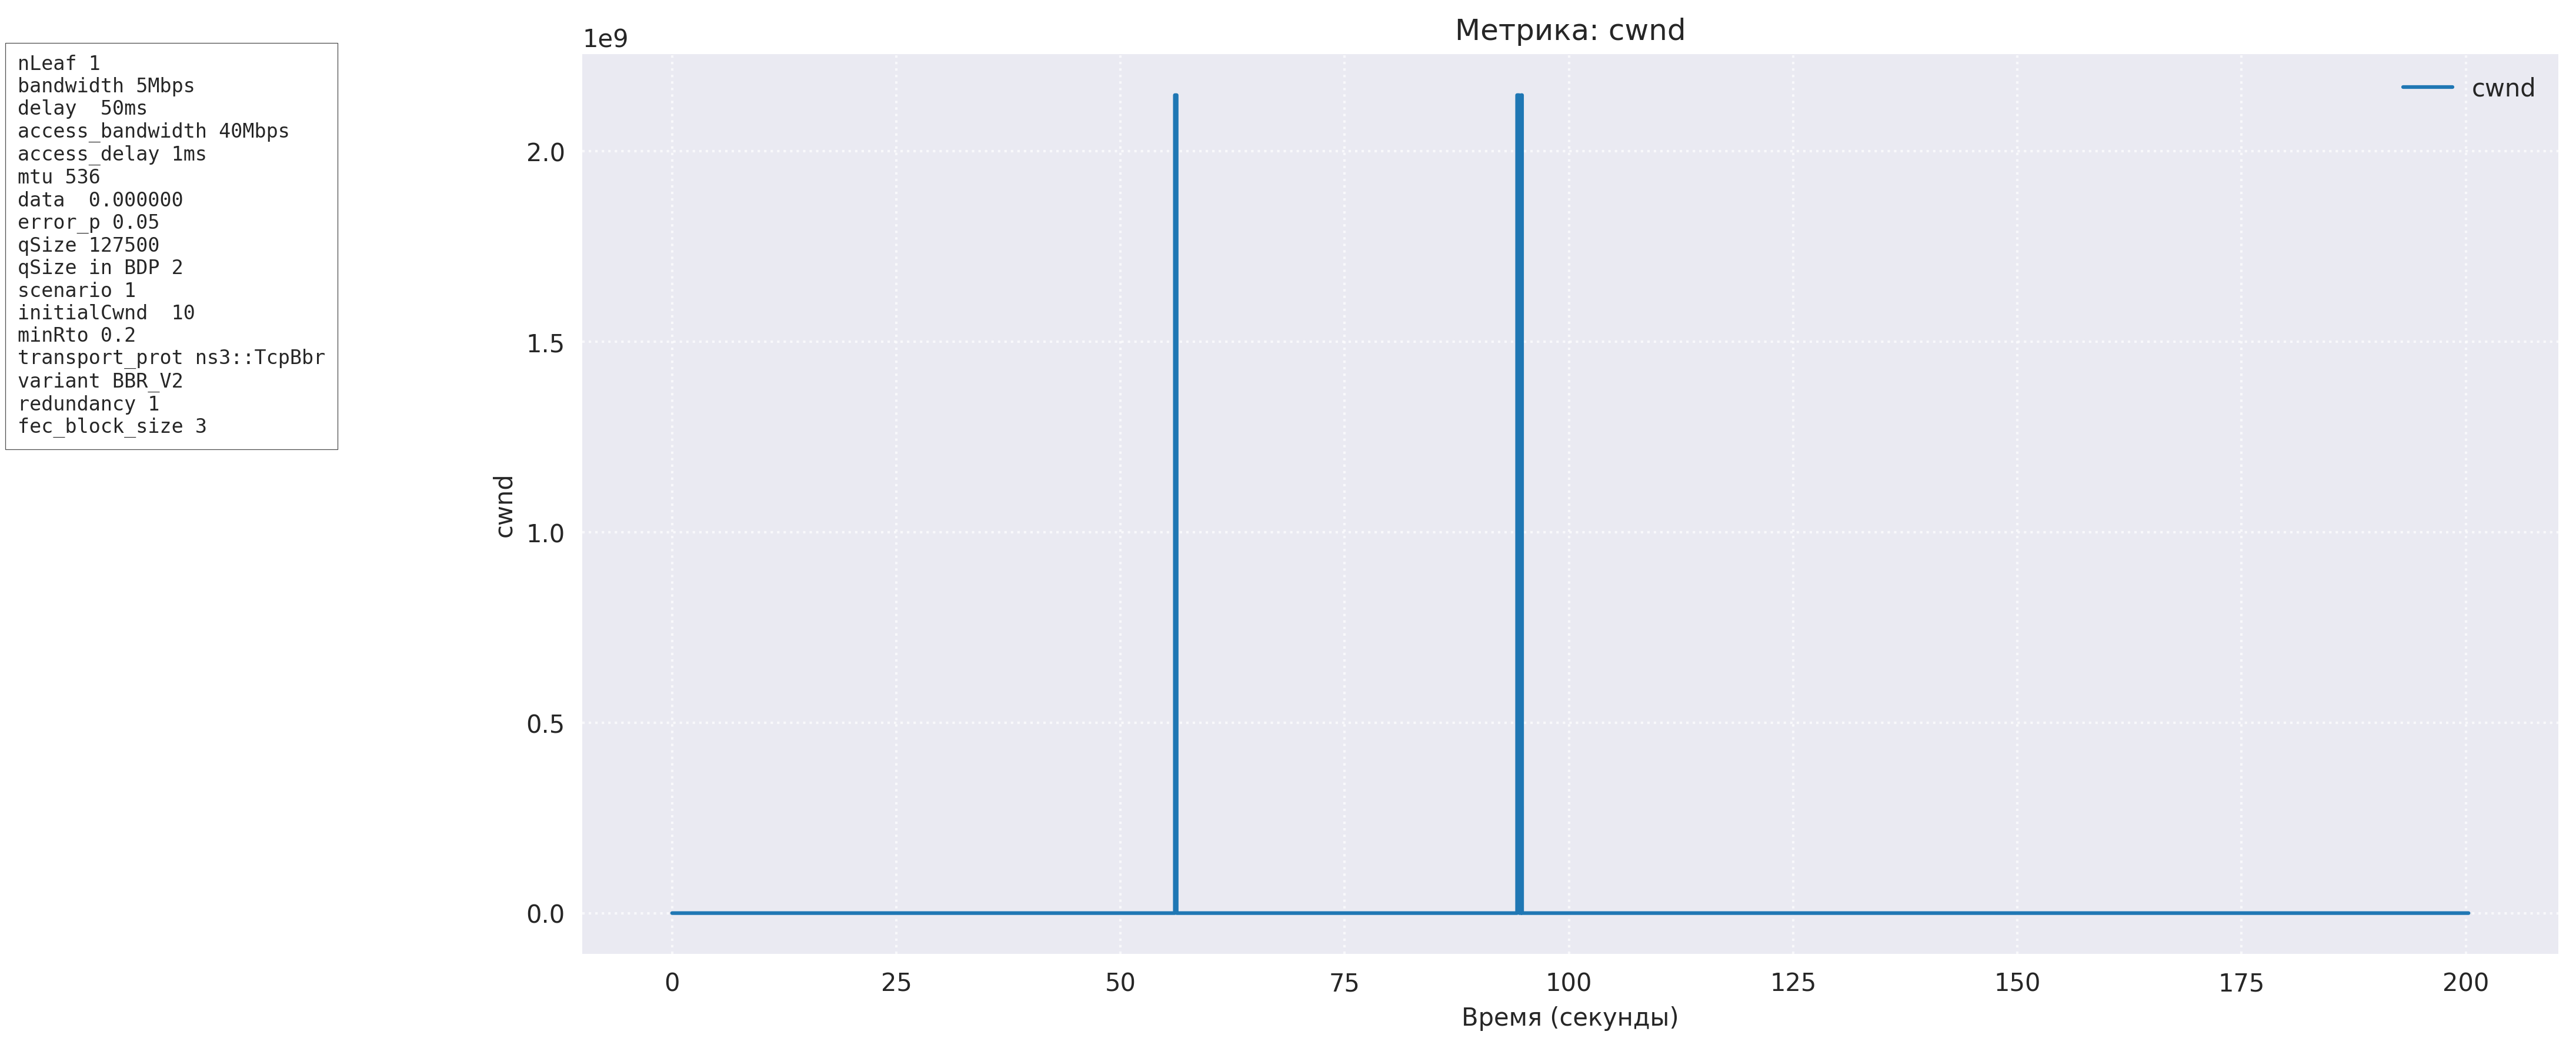 nLeaf 1
bandwidth 5Mbps
delay  50ms
access_bandwidth 40Mbps
access_delay 1ms
mtu 536
data  0.000000
error_p 0.05
qSize 127500
qSize in BDP 2
scenario 1
initialCwnd  10
minRto 0.2
transport_prot ns3::TcpBbr
variant BBR_V2
redundancy 1
fec_block_size 3
Метрика: cwnd
1e9
cwnd
2.0
1.5
1.0
0.5
0.0
cwnd
0 25 50 75 100 125 150 175 200
Время (секунды)